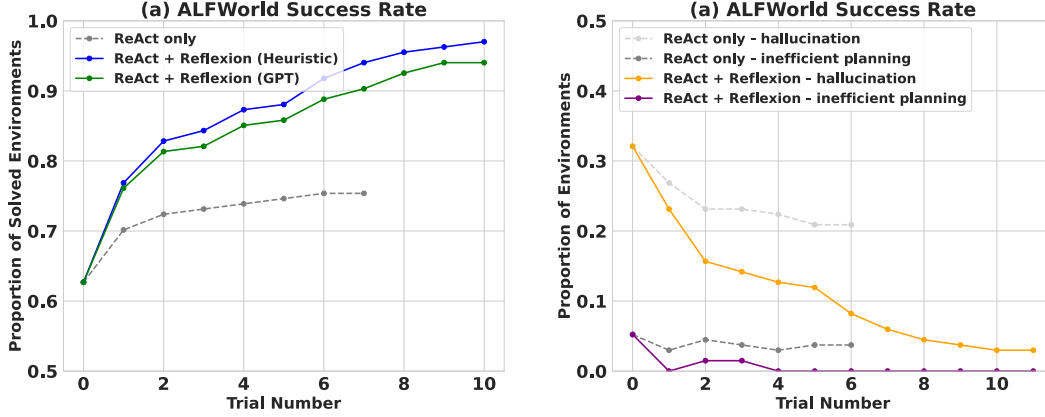 (a) ALFWorld Success Rate
ReAct only
ReAct + Reflexion (Heuristic)
ReAct + Reflexion (GPT)
Proportion of Solved Environments
1.0
0.9
0.8
0.7
0.6
0.5
0 2 4 6 8 10
Trial Number
(a) ALFWorld Success Rate
ReAct only - hallucination
ReAct only - inefficient planning
ReAct + Reflexion - hallucination
ReAct + Reflexion - inefficient planning
Proportion of Environments
0.5
0.4
0.3
0.2
0.1
0.0
0 2 4 6 8 10
Trial Number